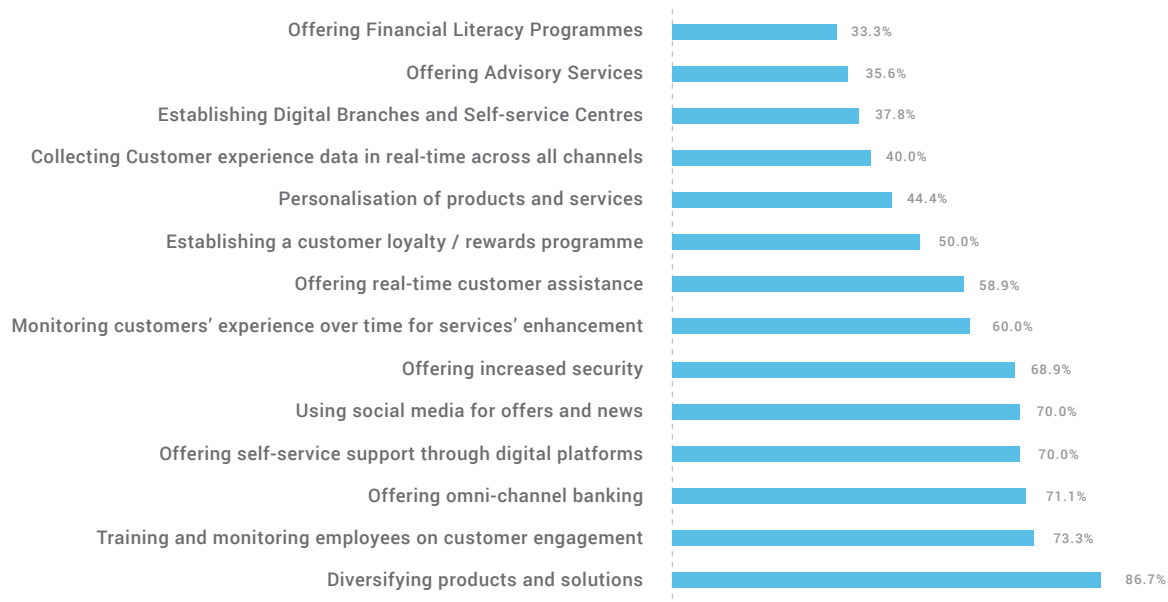 Offering Financial Literacy Programmes 33.3%
Offering Advisory Services 35.6%
Establishing Digital Branches and Self-service Centres 37.8%
Collecting Customer experience data in real-time across all channels 40.0%
Personalisation of products and services 44.4%
Establishing a customer loyalty / rewards programme 50.0%
Offering real-time customer assistance 58.9%
Monitoring customers’ experience over time for services’ enhancement 60.0%
Offering increased security 68.9%
Using social media for offers and news 70.0%
Offering self-service support through digital platforms 70.0%
Offering omni-channel banking 71.1%
Training and monitoring employees on customer engagement 73.3%
Diversifying products and solutions 86.7%